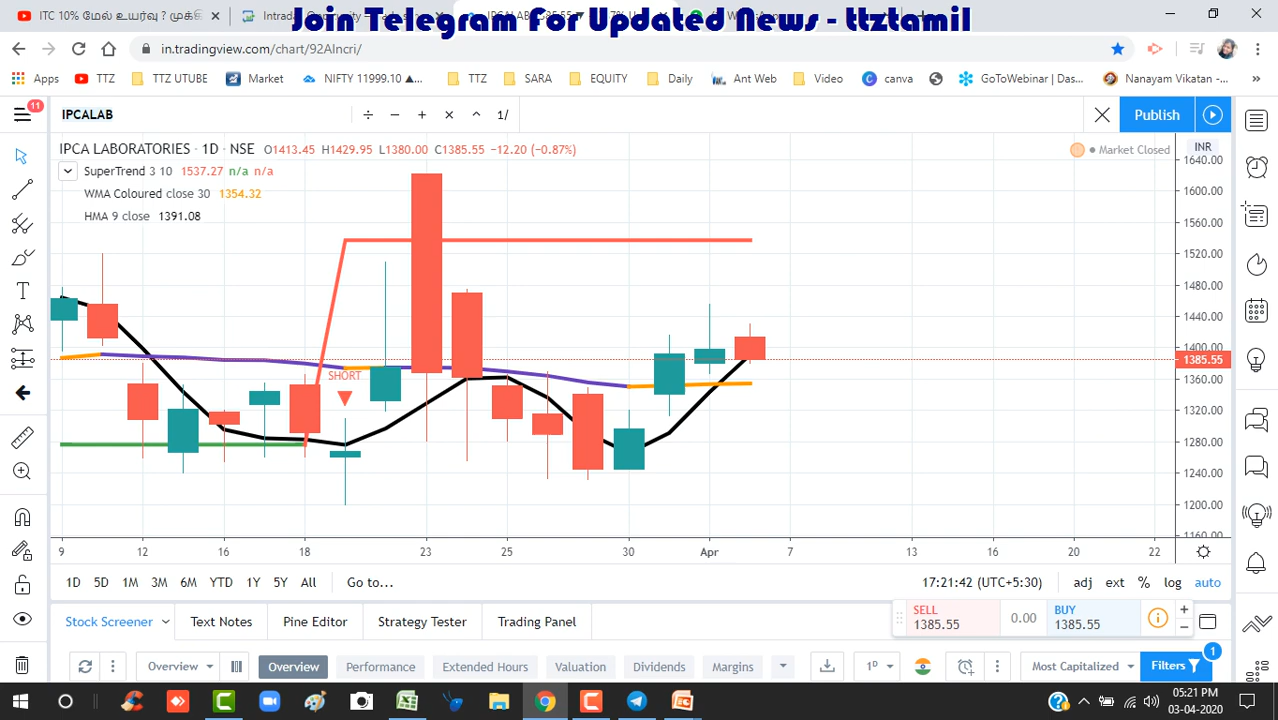 Join Telegram For Updated News - ttztamil
ITC 10% மேல் உயர்வு ?
in.tradingview.com/chart/92AIncri/
Apps TTZ TTZ UTUBE Market NIFTY 11999.10 ▲... TTZ SARA EQUITY Daily Ant Web Video canva GoToWebinar | Das... Nanayam Vikatan -... »
11
IPCALAB ÷ − + × ^ 1/ Publish
IPCA LABORATORIES · 1D · NSE O1413.45 H1429.95 L1380.00 C1385.55 −12.20 (−0.87%) Market Closed INR
SuperTrend 3 10 1537.27 n/a n/a
WMA Coloured close 30 1354.32
HMA 9 close 1391.08
1640.00
1600.00
1560.00
1520.00
1480.00
1440.00
1400.00
1385.55
1360.00
1320.00
1280.00
1240.00
1200.00
1160.00
SHORT
9 12 16 18 23 25 30 Apr 7 13 16 20 22
1D 5D 1M 3M 6M YTD 1Y 5Y All Go to... 17:21:42 (UTC+5:30) adj ext % log auto
Stock Screener Text Notes Pine Editor Strategy Tester Trading Panel
SELL 1385.55 0.00 BUY 1385.55
Overview Overview Performance Extended Hours Valuation Dividends Margins 1D Most Capitalized Filters 1
05:21 PM
03-04-2020